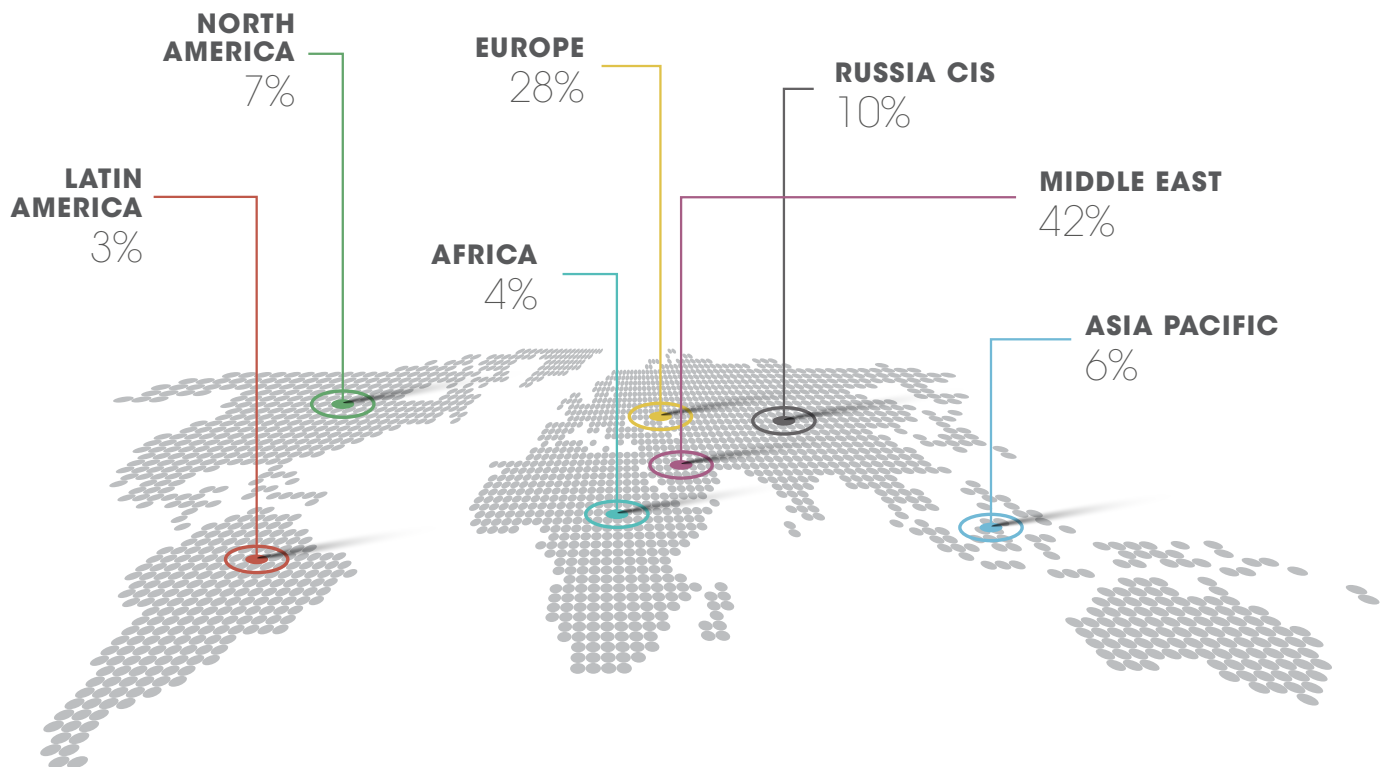 NORTH
AMERICA
7%
EUROPE
28%
RUSSIA CIS
10%
LATIN
AMERICA
3%
MIDDLE EAST
42%
AFRICA
4%
ASIA PACIFIC
6%